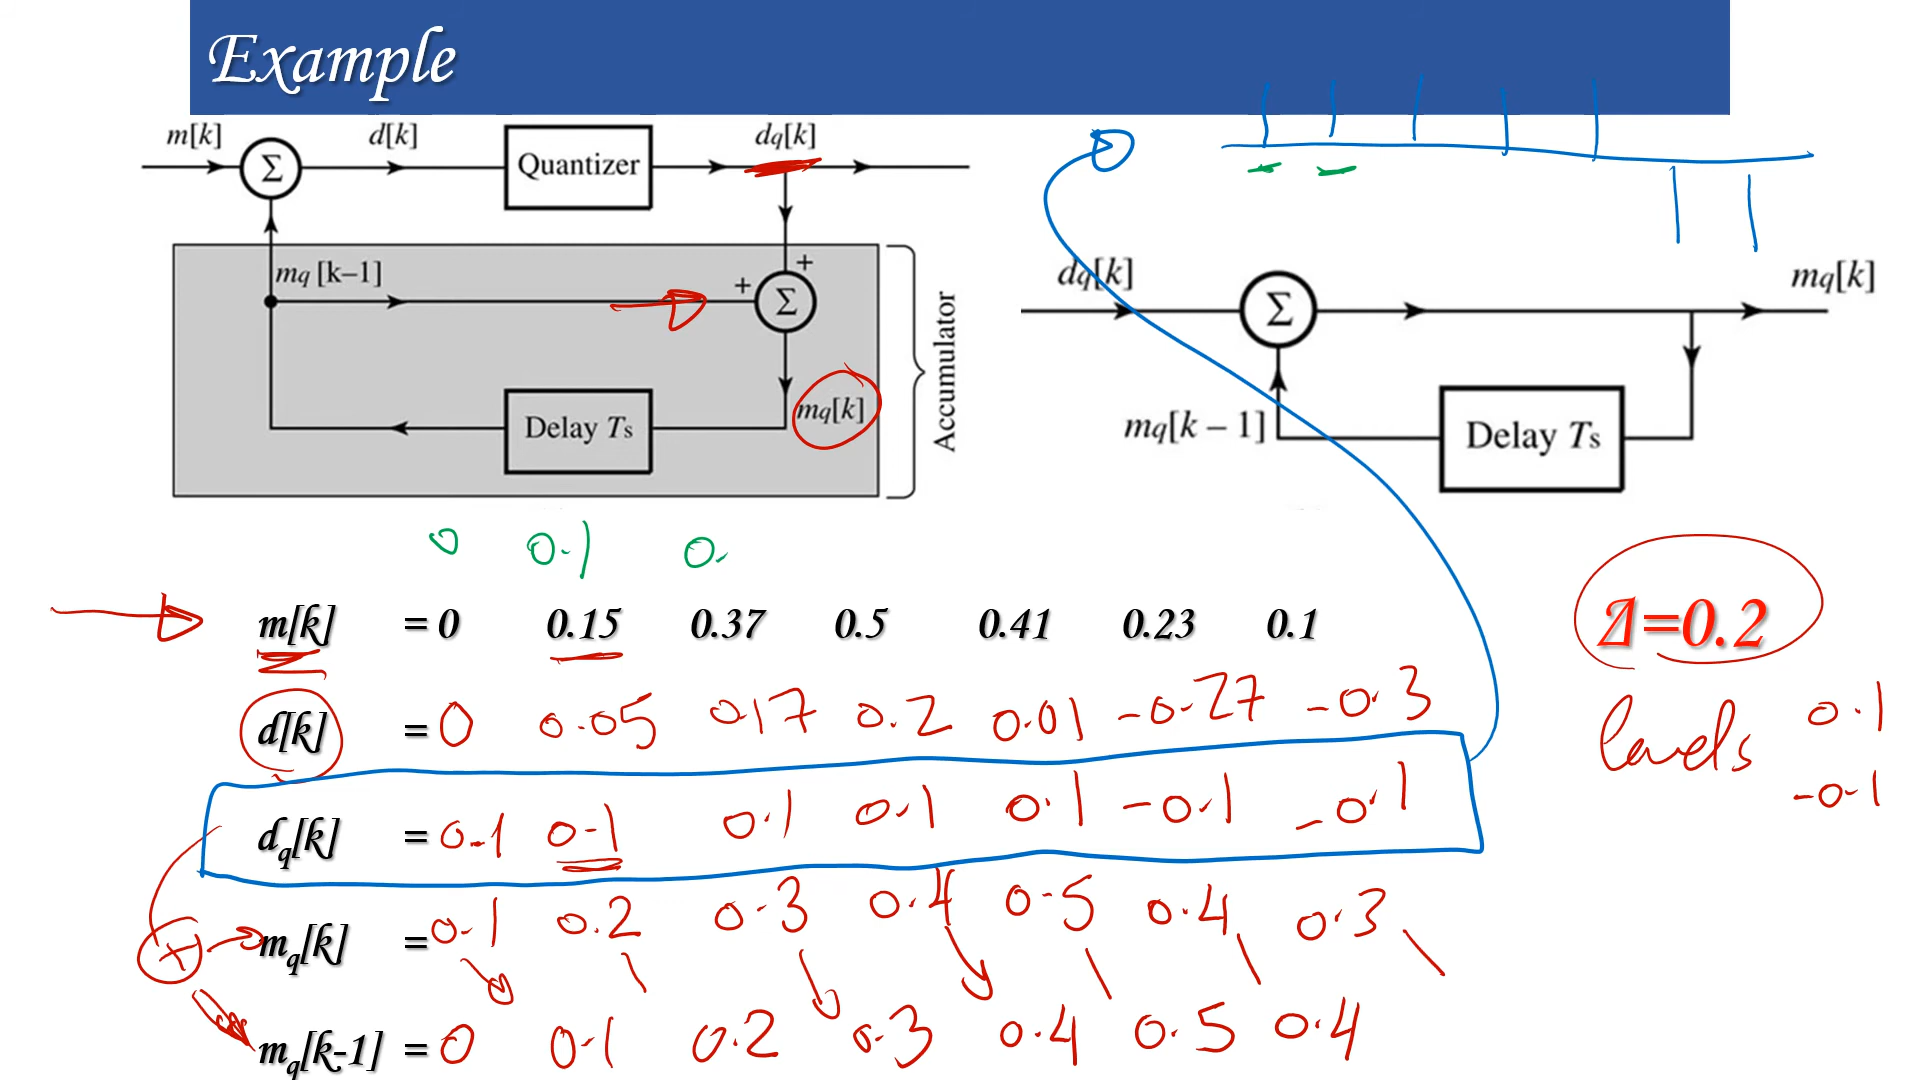 Example
m[k] d[k] dq[k]
Σ Quantizer
mq [k–1] + +
Σ
Accumulator
mq[k]
Delay Ts
dq[k] mq[k]
Σ
mq[k – 1] Delay Ts
0 0.1 0.
m[k] = 0 0.15 0.37 0.5 0.41 0.23 0.1
Δ=0.2
d[k] = 0 0.05 0.17 0.2 0.01 -0.27 -0.3
levels 0.1
-0.1
dq[k] = 0.1 0.1 0.1 0.1 0.1 -0.1 -0.1
+ mq[k] = 0.1 0.2 0.3 0.4 0.5 0.4 0.3
mq[k-1] = 0 0.1 0.2 0.3 0.4 0.5 0.4